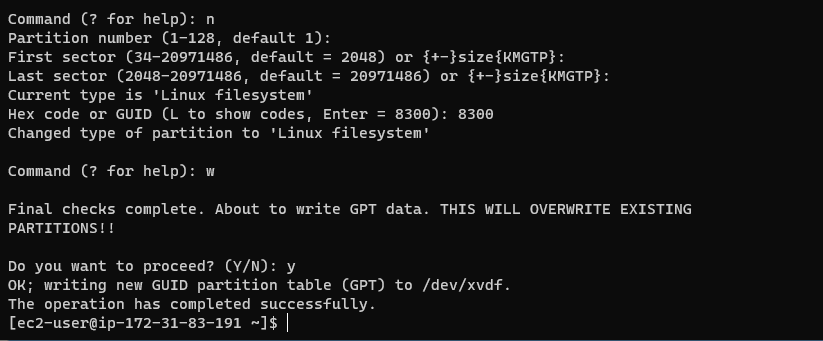 Command (? for help): n
Partition number (1-128, default 1):
First sector (34-20971486, default = 2048) or {+-}size{KMGTP}:
Last sector (2048-20971486, default = 20971486) or {+-}size{KMGTP}:
Current type is 'Linux filesystem'
Hex code or GUID (L to show codes, Enter = 8300): 8300
Changed type of partition to 'Linux filesystem'
Command (? for help): w
Final checks complete. About to write GPT data. THIS WILL OVERWRITE EXISTING
PARTITIONS!!
Do you want to proceed? (Y/N): y
OK; writing new GUID partition table (GPT) to /dev/xvdf.
The operation has completed successfully.
[ec2-user@ip-172-31-83-191 ~]$